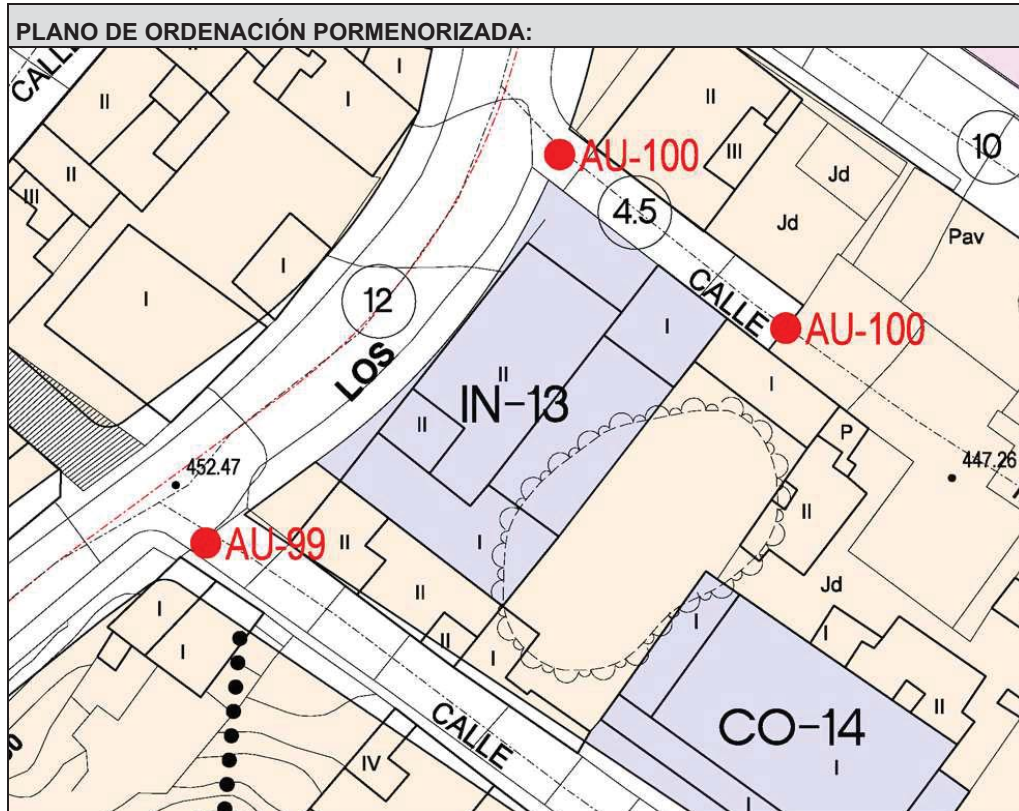 PLANO DE ORDENACIÓN PORMENORIZADA:
CALLE
I
II
I
II
III
10
AU-100
Jd
II
4.5
III
Jd
Pav
I
I
12
CALLE
AU-100
I
LOS
II
IN-13
I
II
P
452.47
447.26
II
AU-99
II
I
II
Jd
II
I
I
I
I
I
CO-14
II
CALLE
I
IV
I